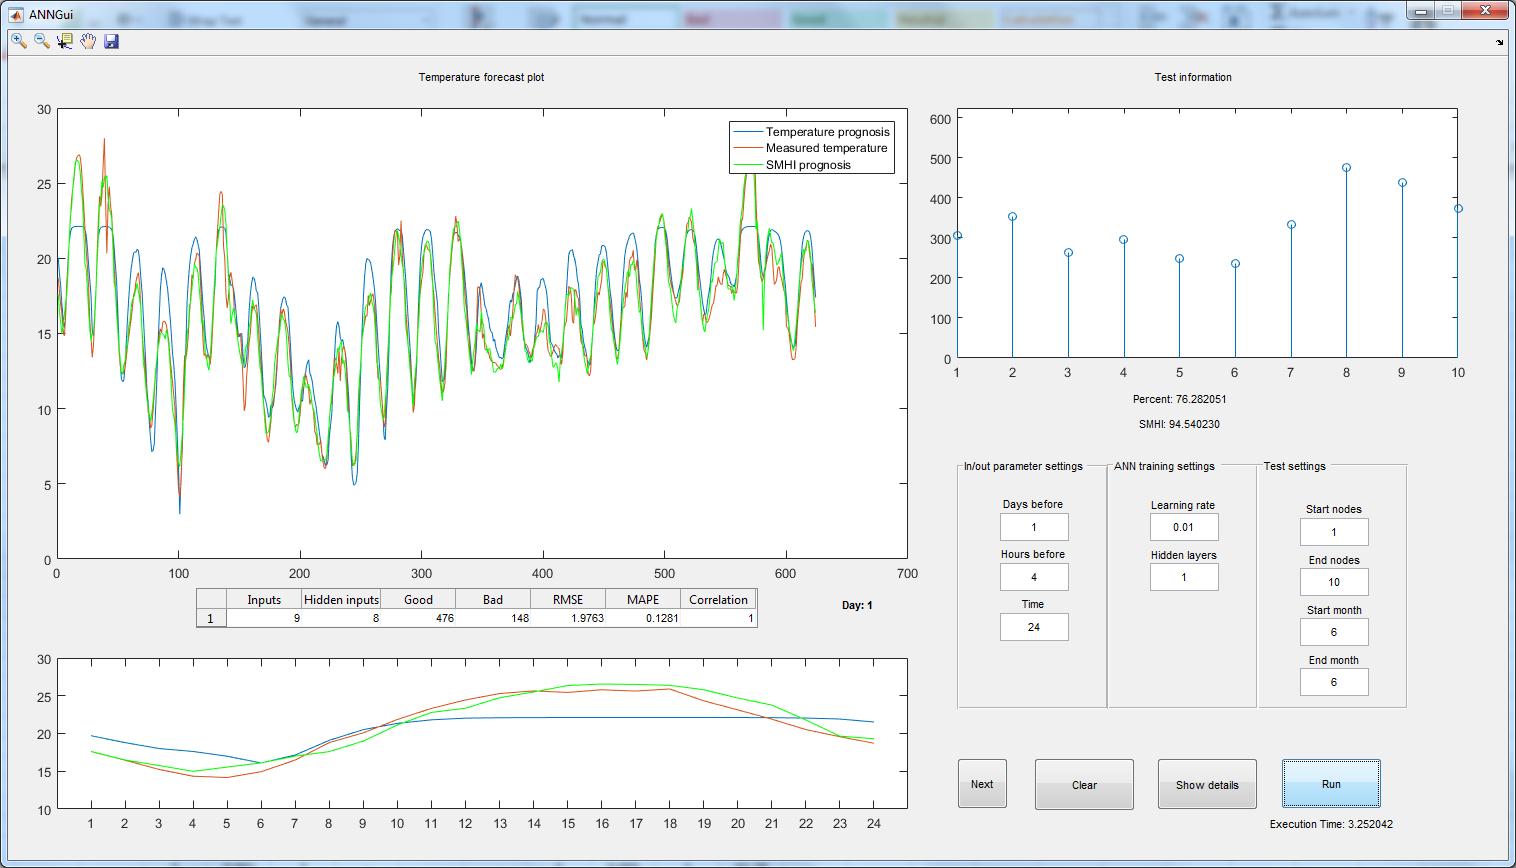 ANNGui
Temperature forecast plot
Test information
30
25
20
15
10
5
0
0 100 200 300 400 500 600 700
Temperature prognosis
Measured temperature
SMHI prognosis
600
500
400
300
200
100
0
1 2 3 4 5 6 7 8 9 10
Percent: 76.282051
SMHI: 94.540230
Inputs Hidden inputs Good Bad RMSE MAPE Correlation
1 9 8 476 148 1.9763 0.1281 1
Day: 1
In/out parameter settings
Days before
1
Hours before
4
Time
24
ANN training settings
Learning rate
0.01
Hidden layers
1
Test settings
Start nodes
1
End nodes
10
Start month
6
End month
6
30
25
20
15
10
1 2 3 4 5 6 7 8 9 10 11 12 13 14 15 16 17 18 19 20 21 22 23 24
Next
Clear
Show details
Run
Execution Time: 3.252042